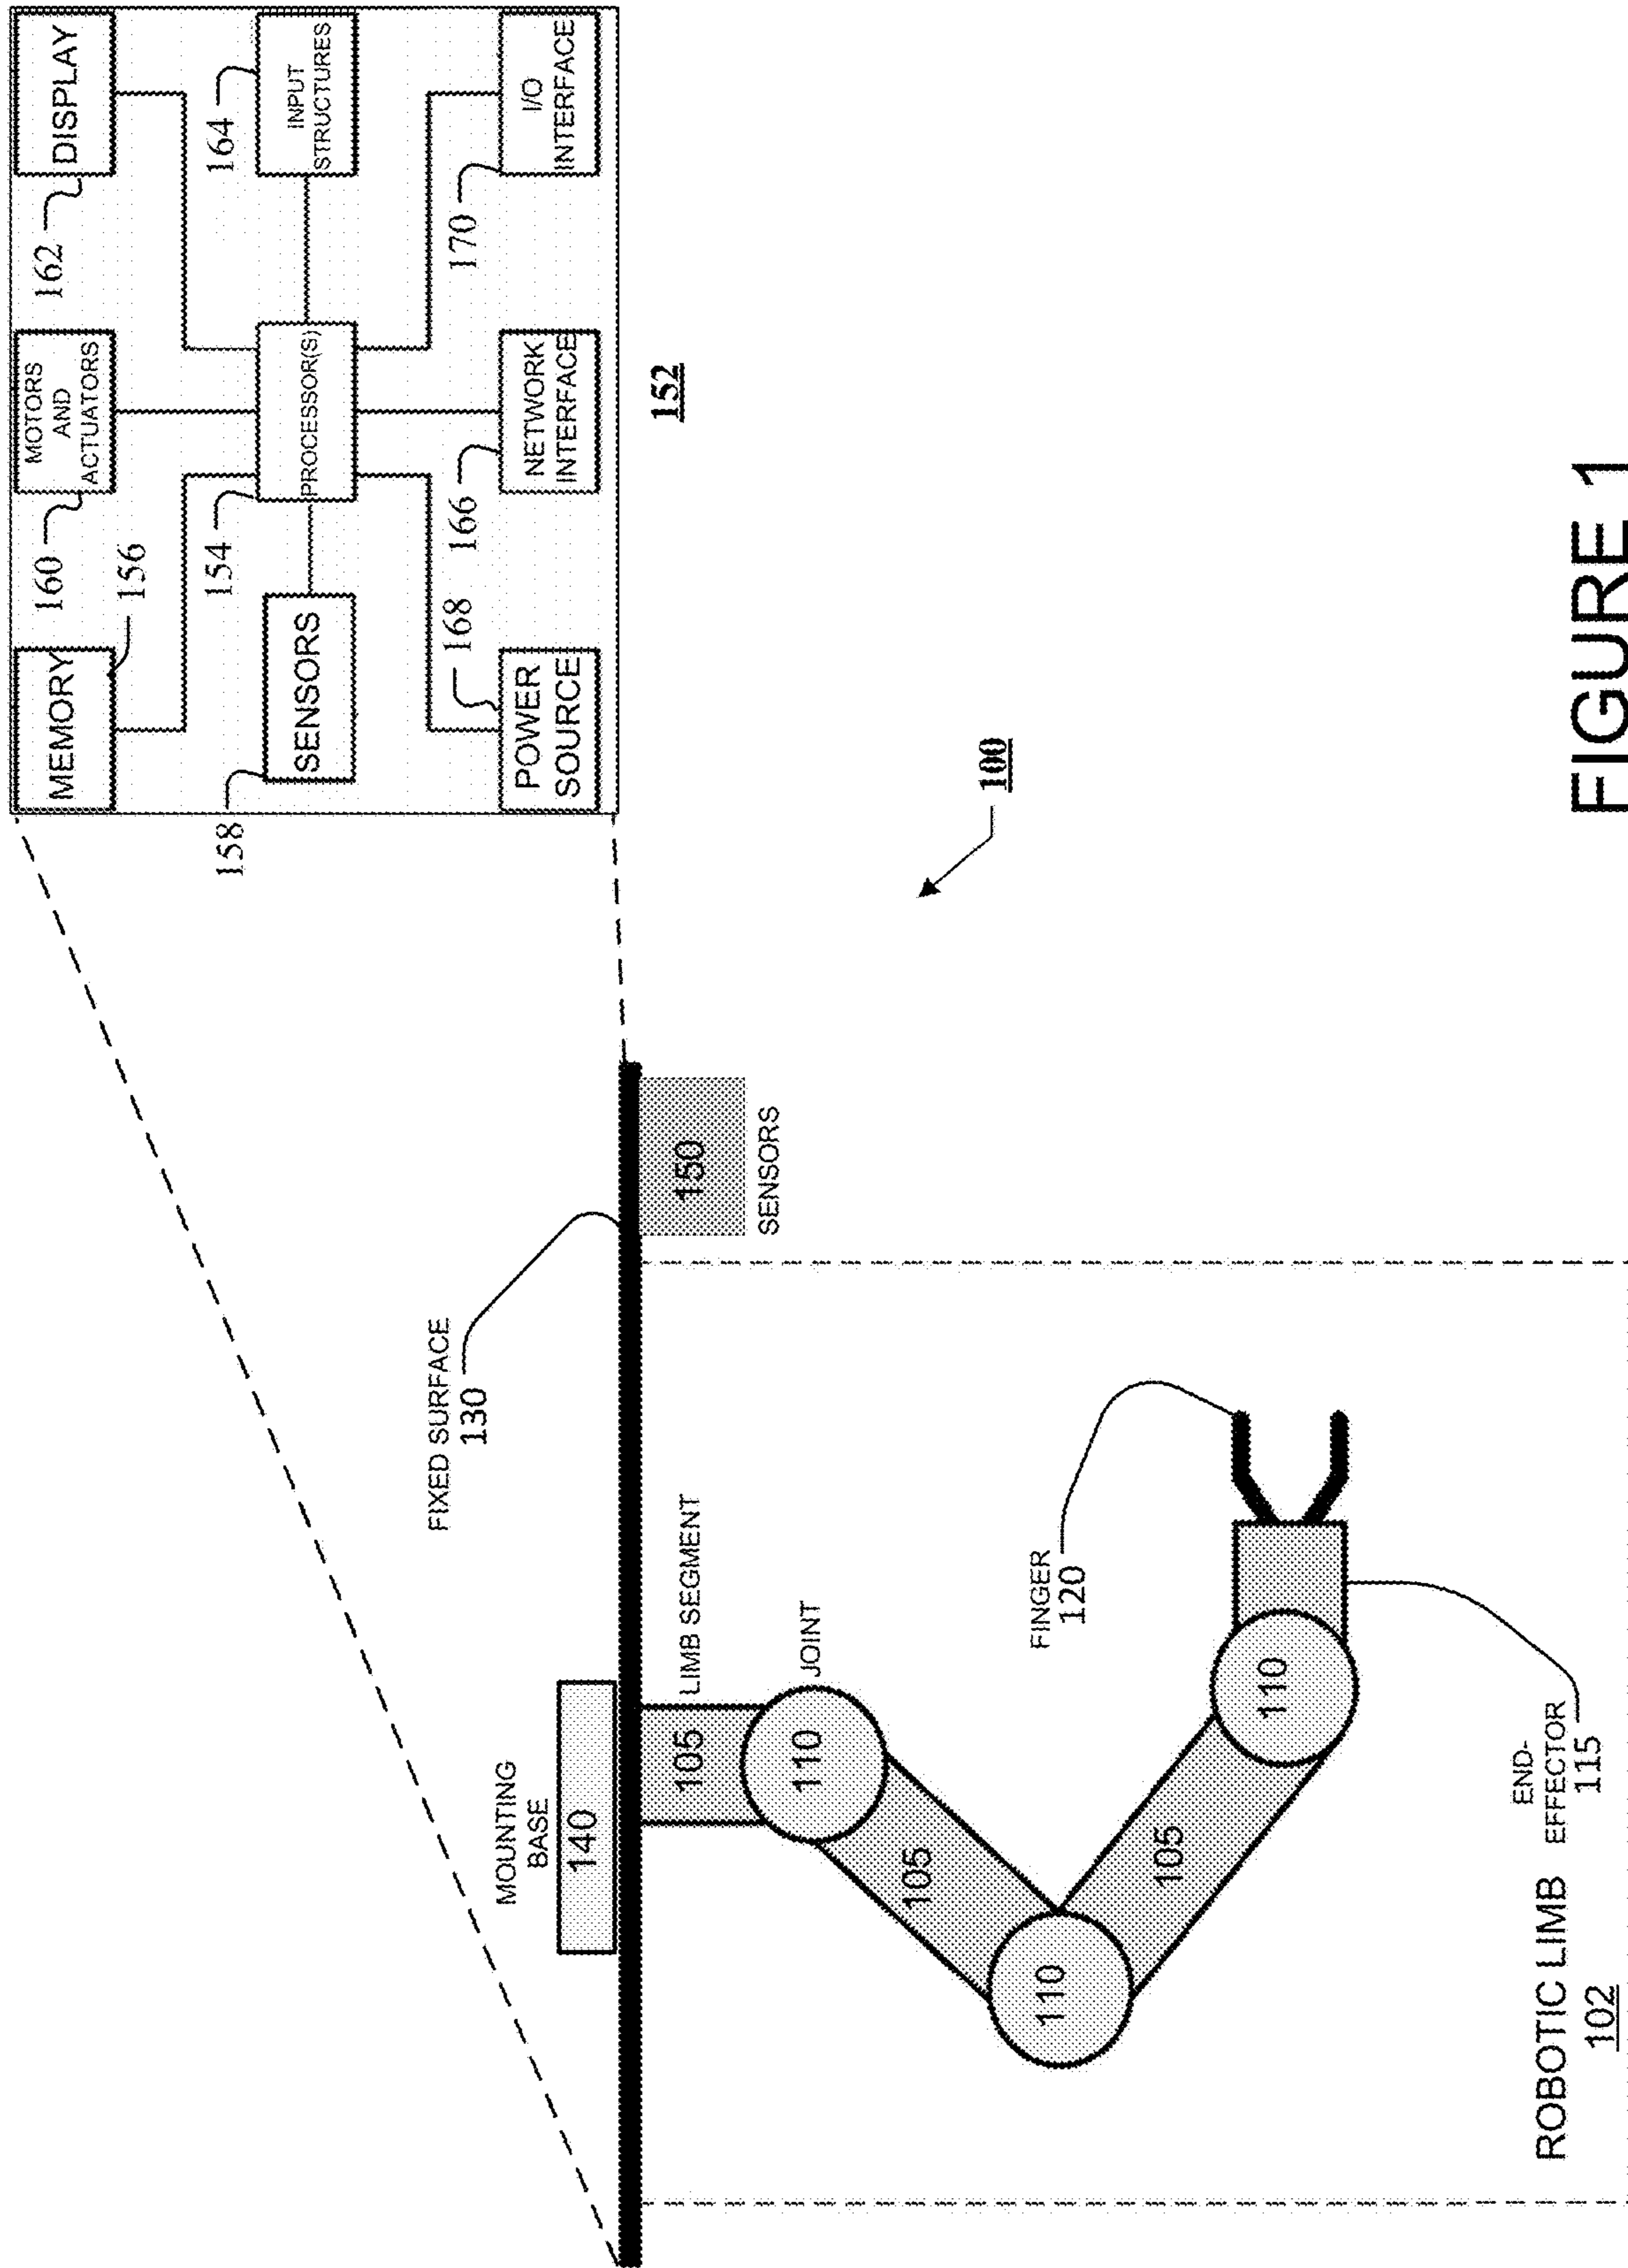 MEMORY
156
MOTORS
AND
ACTUATORS
160
DISPLAY
162
158
SENSORS
154
PROCESSOR(S)
164
INPUT
STRUCTURES
168
POWER
SOURCE
166
NETWORK
INTERFACE
170
I/O
INTERFACE
152
FIXED SURFACE
130
MOUNTING
BASE
140
105
LIMB SEGMENT
150
SENSORS
110
JOINT
105
110
105
110
FINGER
120
100
END-
EFFECTOR
115
ROBOTIC LIMB
102
FIGURE 1